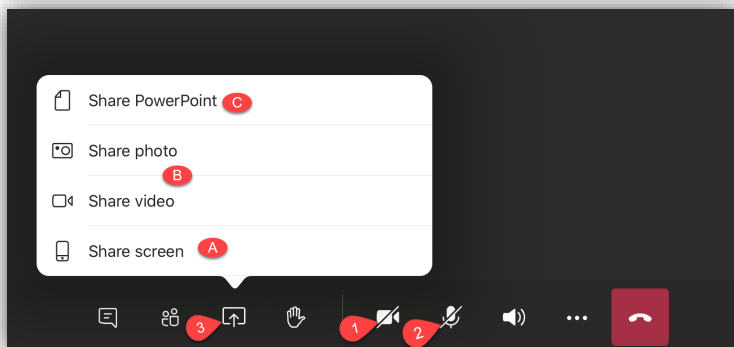 Share PowerPoint C
Share photo
B
Share video
Share screen A
3
1
2